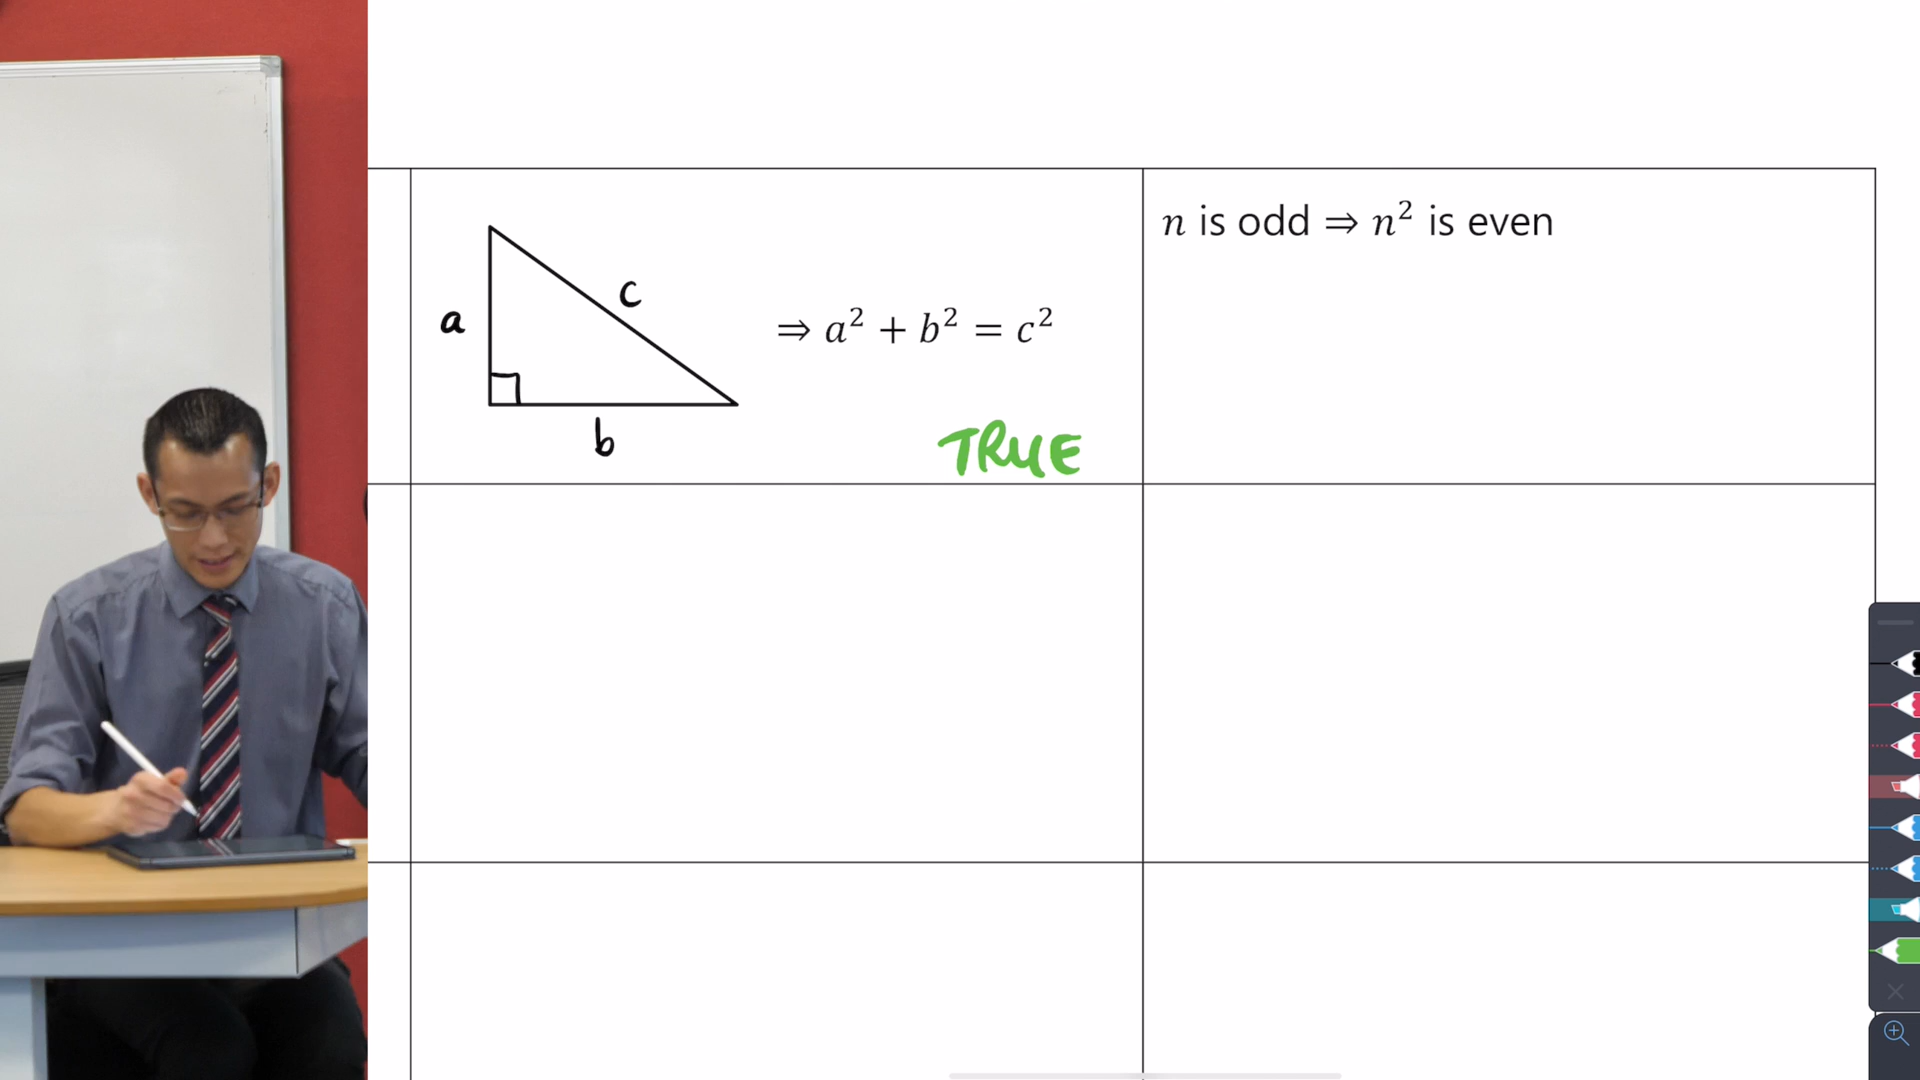 a
c
b
⇒ a² + b² = c²
TRUE
n is odd ⇒ n² is even